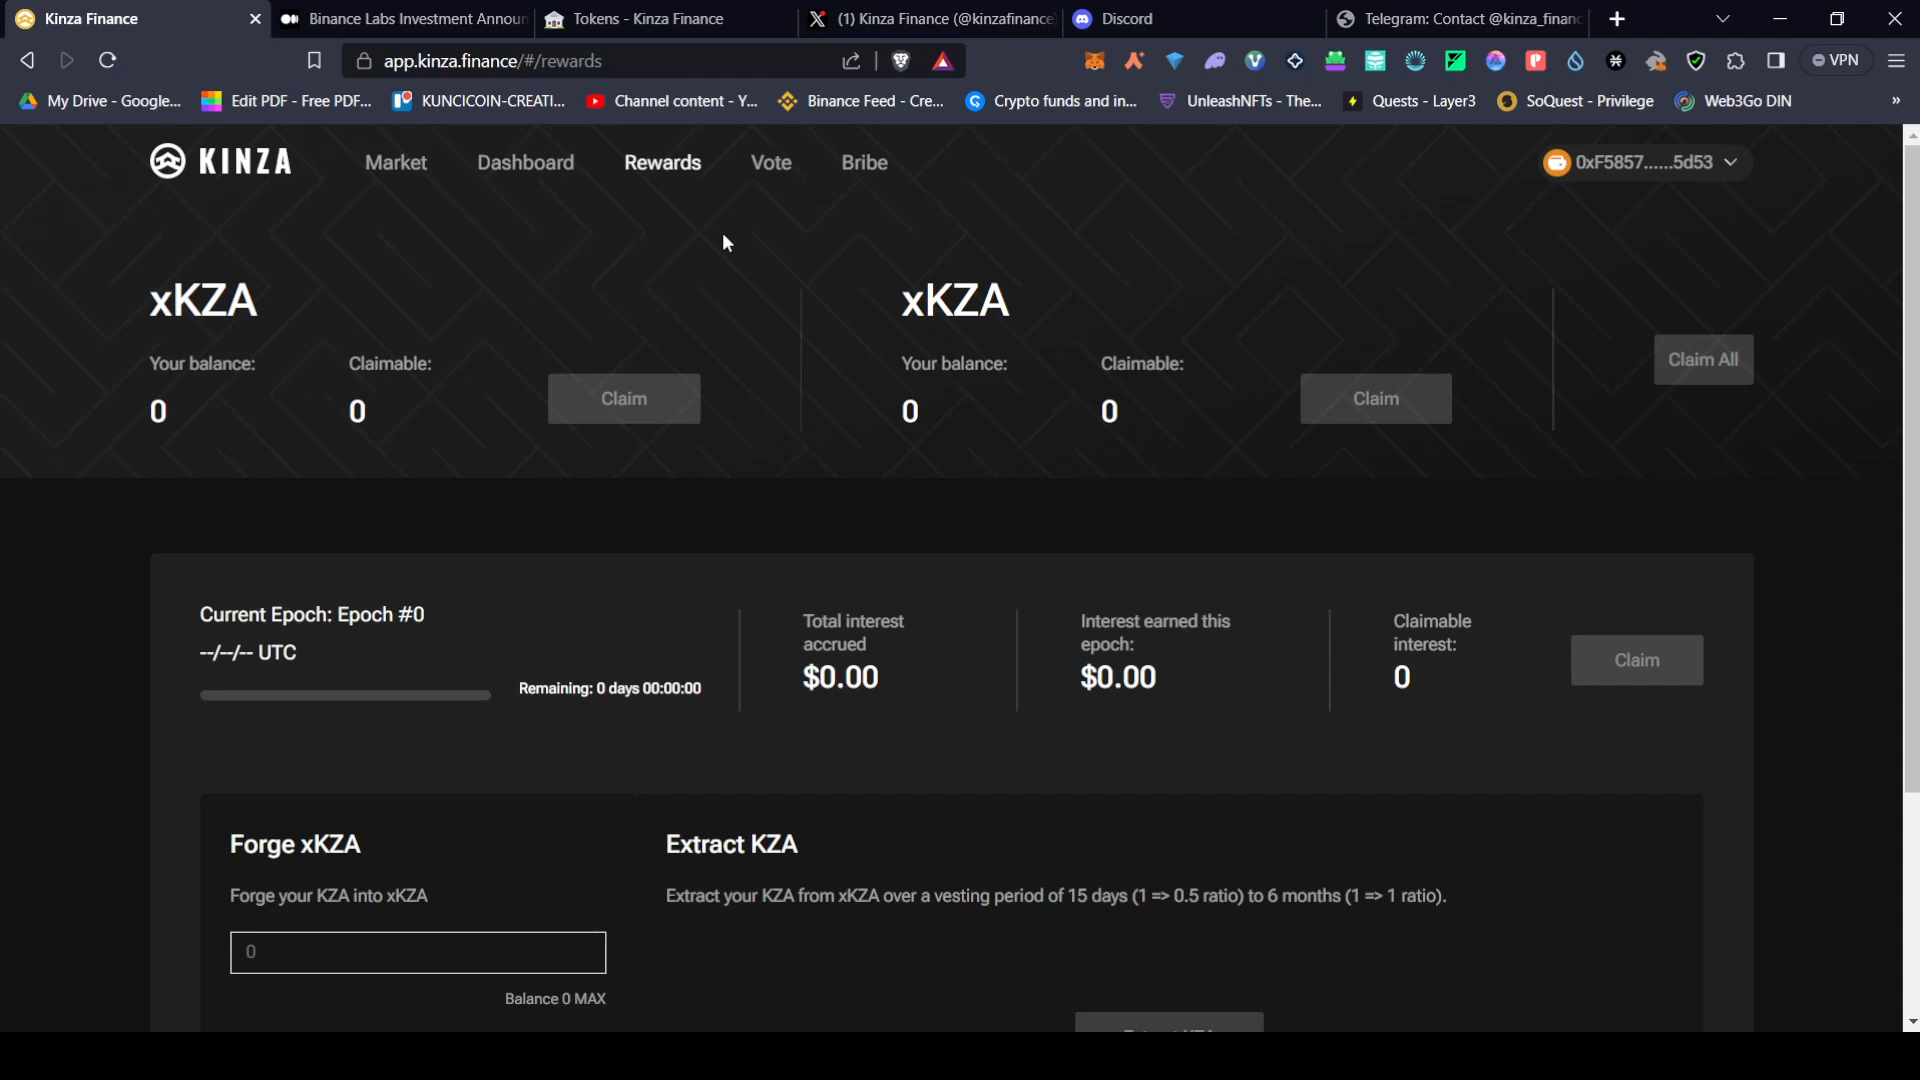 Kinza Finance
Binance Labs Investment Announ
Tokens - Kinza Finance
(1) Kinza Finance (@kinzafinance
Discord
Telegram: Contact @kinza_financ
app.kinza.finance/#/rewards
VPN
My Drive - Google...
Edit PDF - Free PDF...
KUNCICOIN-CREATI...
Channel content - Y...
Binance Feed - Cre...
Crypto funds and in...
UnleashNFTs - The...
Quests - Layer3
SoQuest - Privilege
Web3Go DIN
»
KINZA
Market
Dashboard
Rewards
Vote
Bribe
0xF5857......5d53
xKZA
Your balance:
Claimable:
0
0
Claim
xKZA
Your balance:
Claimable:
0
0
Claim
Claim All
Current Epoch: Epoch #0
--/--/-- UTC
Remaining: 0 days 00:00:00
Total interest
accrued
$0.00
Interest earned this
epoch:
$0.00
Claimable
interest:
0
Claim
Forge xKZA
Forge your KZA into xKZA
0
Balance 0 MAX
Extract KZA
Extract your KZA from xKZA over a vesting period of 15 days (1 => 0.5 ratio) to 6 months (1 => 1 ratio).